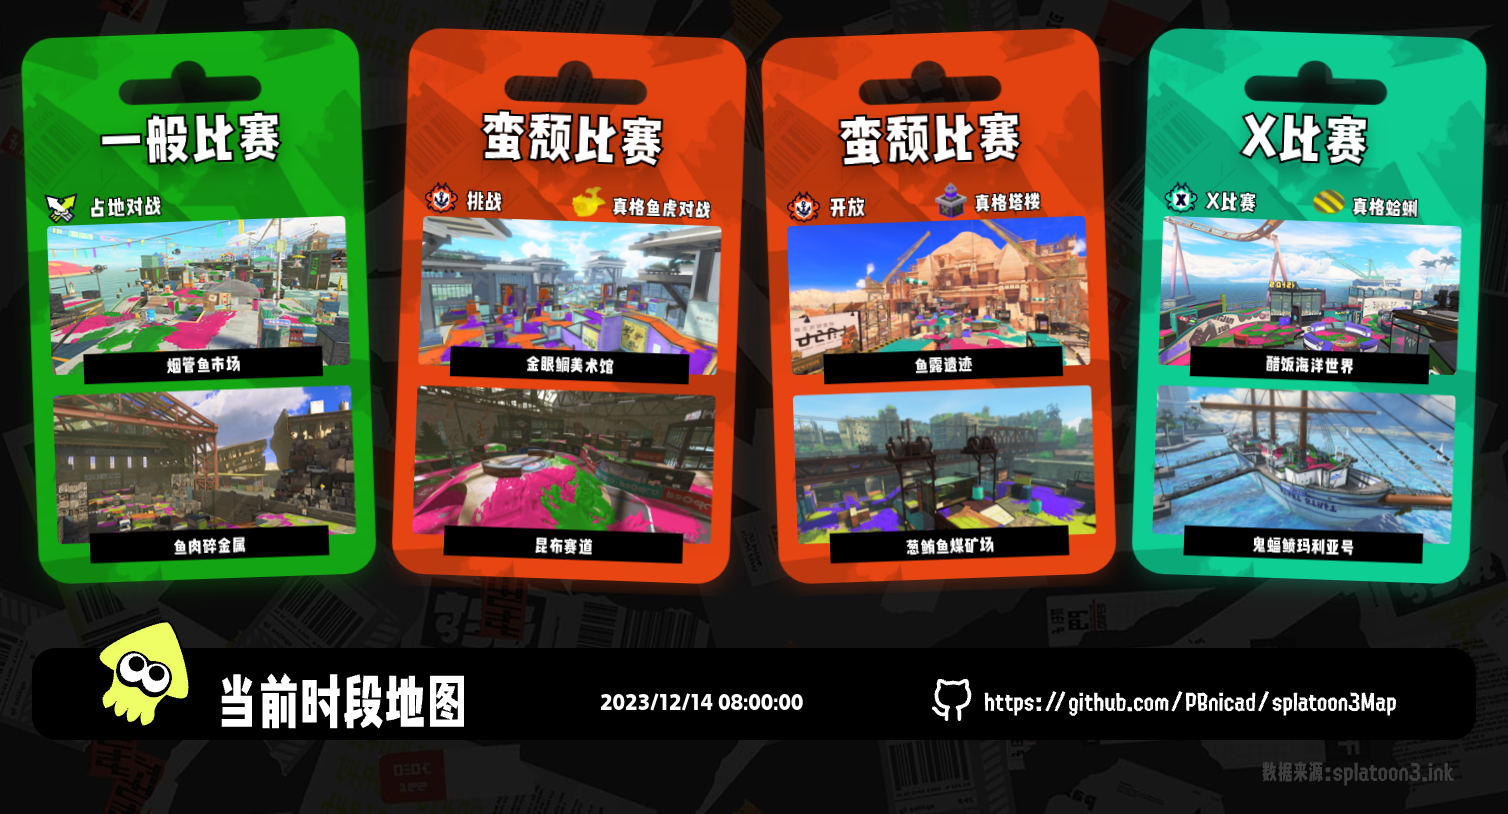 一般比赛
占地对战
烟管鱼市场
鱼肉碎金属
蛮颓比赛
挑战
真格鱼虎对战
金眼鲷美术馆
昆布赛道
蛮颓比赛
开放
真格塔楼
鱼露遗迹
葱鲔鱼煤矿场
X比赛
X比赛
真格蛤蜊
醋饭海洋世界
鬼蝠鲼玛利亚号
当前时段地图
2023/12/14 08:00:00
https://github.com/PBnicad/splatoon3Map
数据来源:splatoon3.ink